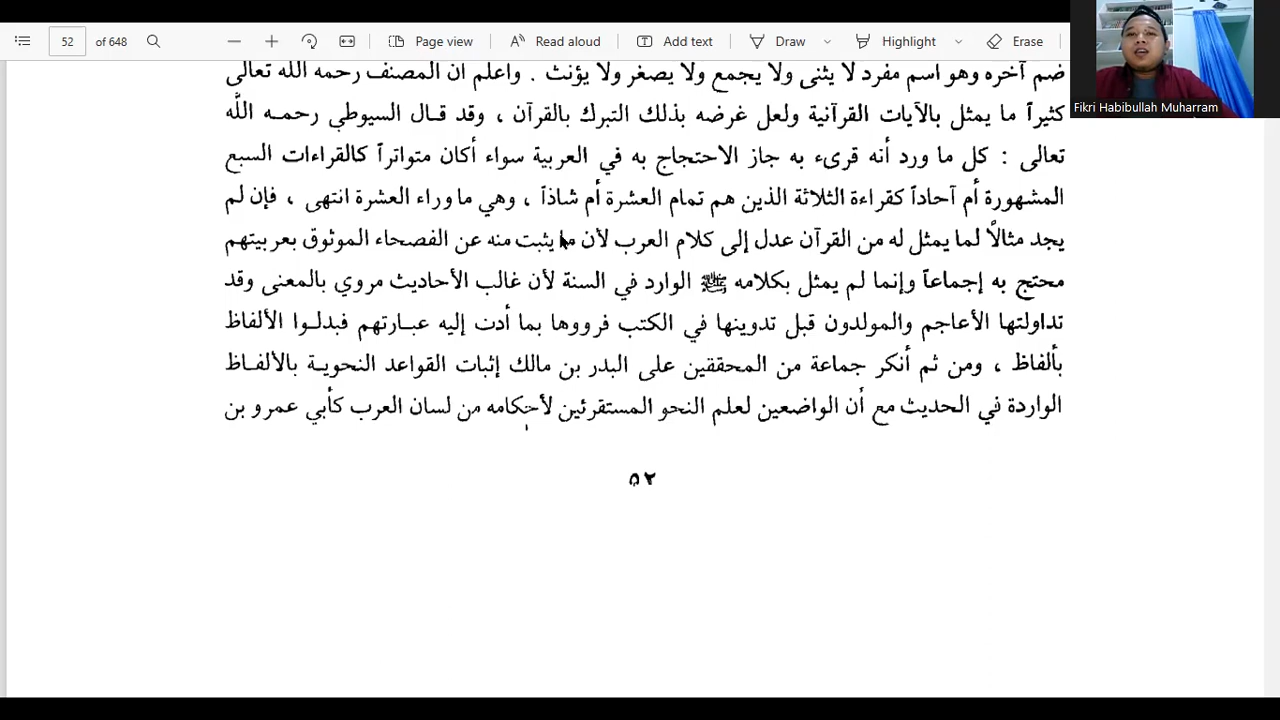 52 of 648
Page view
Read aloud
Add text
Draw
Highlight
Erase
Fikri Habibullah Muharram
ضم آخره وهو اسم مفرد لا يثنى ولا يجمع ولا يصغر ولا يؤنث . واعلم ان المصنف رحمه الله تعالى
كثيراً ما يمثل بالآيات القرآنية ولعل غرضه بذلك التبرك بالقرآن ، وقد قال السيوطي رحمه الله
تعالى : كل ما ورد أنه قرىء به جاز الاحتجاج به في العربية سواء أكان متواتراً كالقراءات السبع
المشهورة أم آحاداً كقراءة الثلاثة الذين هم تمام العشرة أم شاذاً ، وهي ما وراء العشرة انتهى ، فإن لم
يجد مثالاً لما يمثل له من القرآن عدل إلى كلام العرب لأن ما يثبت منه عن الفصحاء الموثوق بعربيتهم
محتج به إجماعاً وإنما لم يمثل بكلامه ﷺ الوارد في السنة لأن غالب الأحاديث مروي بالمعنى وقد
تداولتها الأعاجم والمولدون قبل تدوينها في الكتب فرووها بما أدت إليه عبارتهم فبدلوا الألفاظ
بألفاظ ، ومن ثم أنكر جماعة من المحققين على البدر بن مالك إثبات القواعد النحوية بالألفاظ
الواردة في الحديث مع أن الواضعين لعلم النحو المستقرئين لأحكامه من لسان العرب كأبي عمرو بن
٥٢